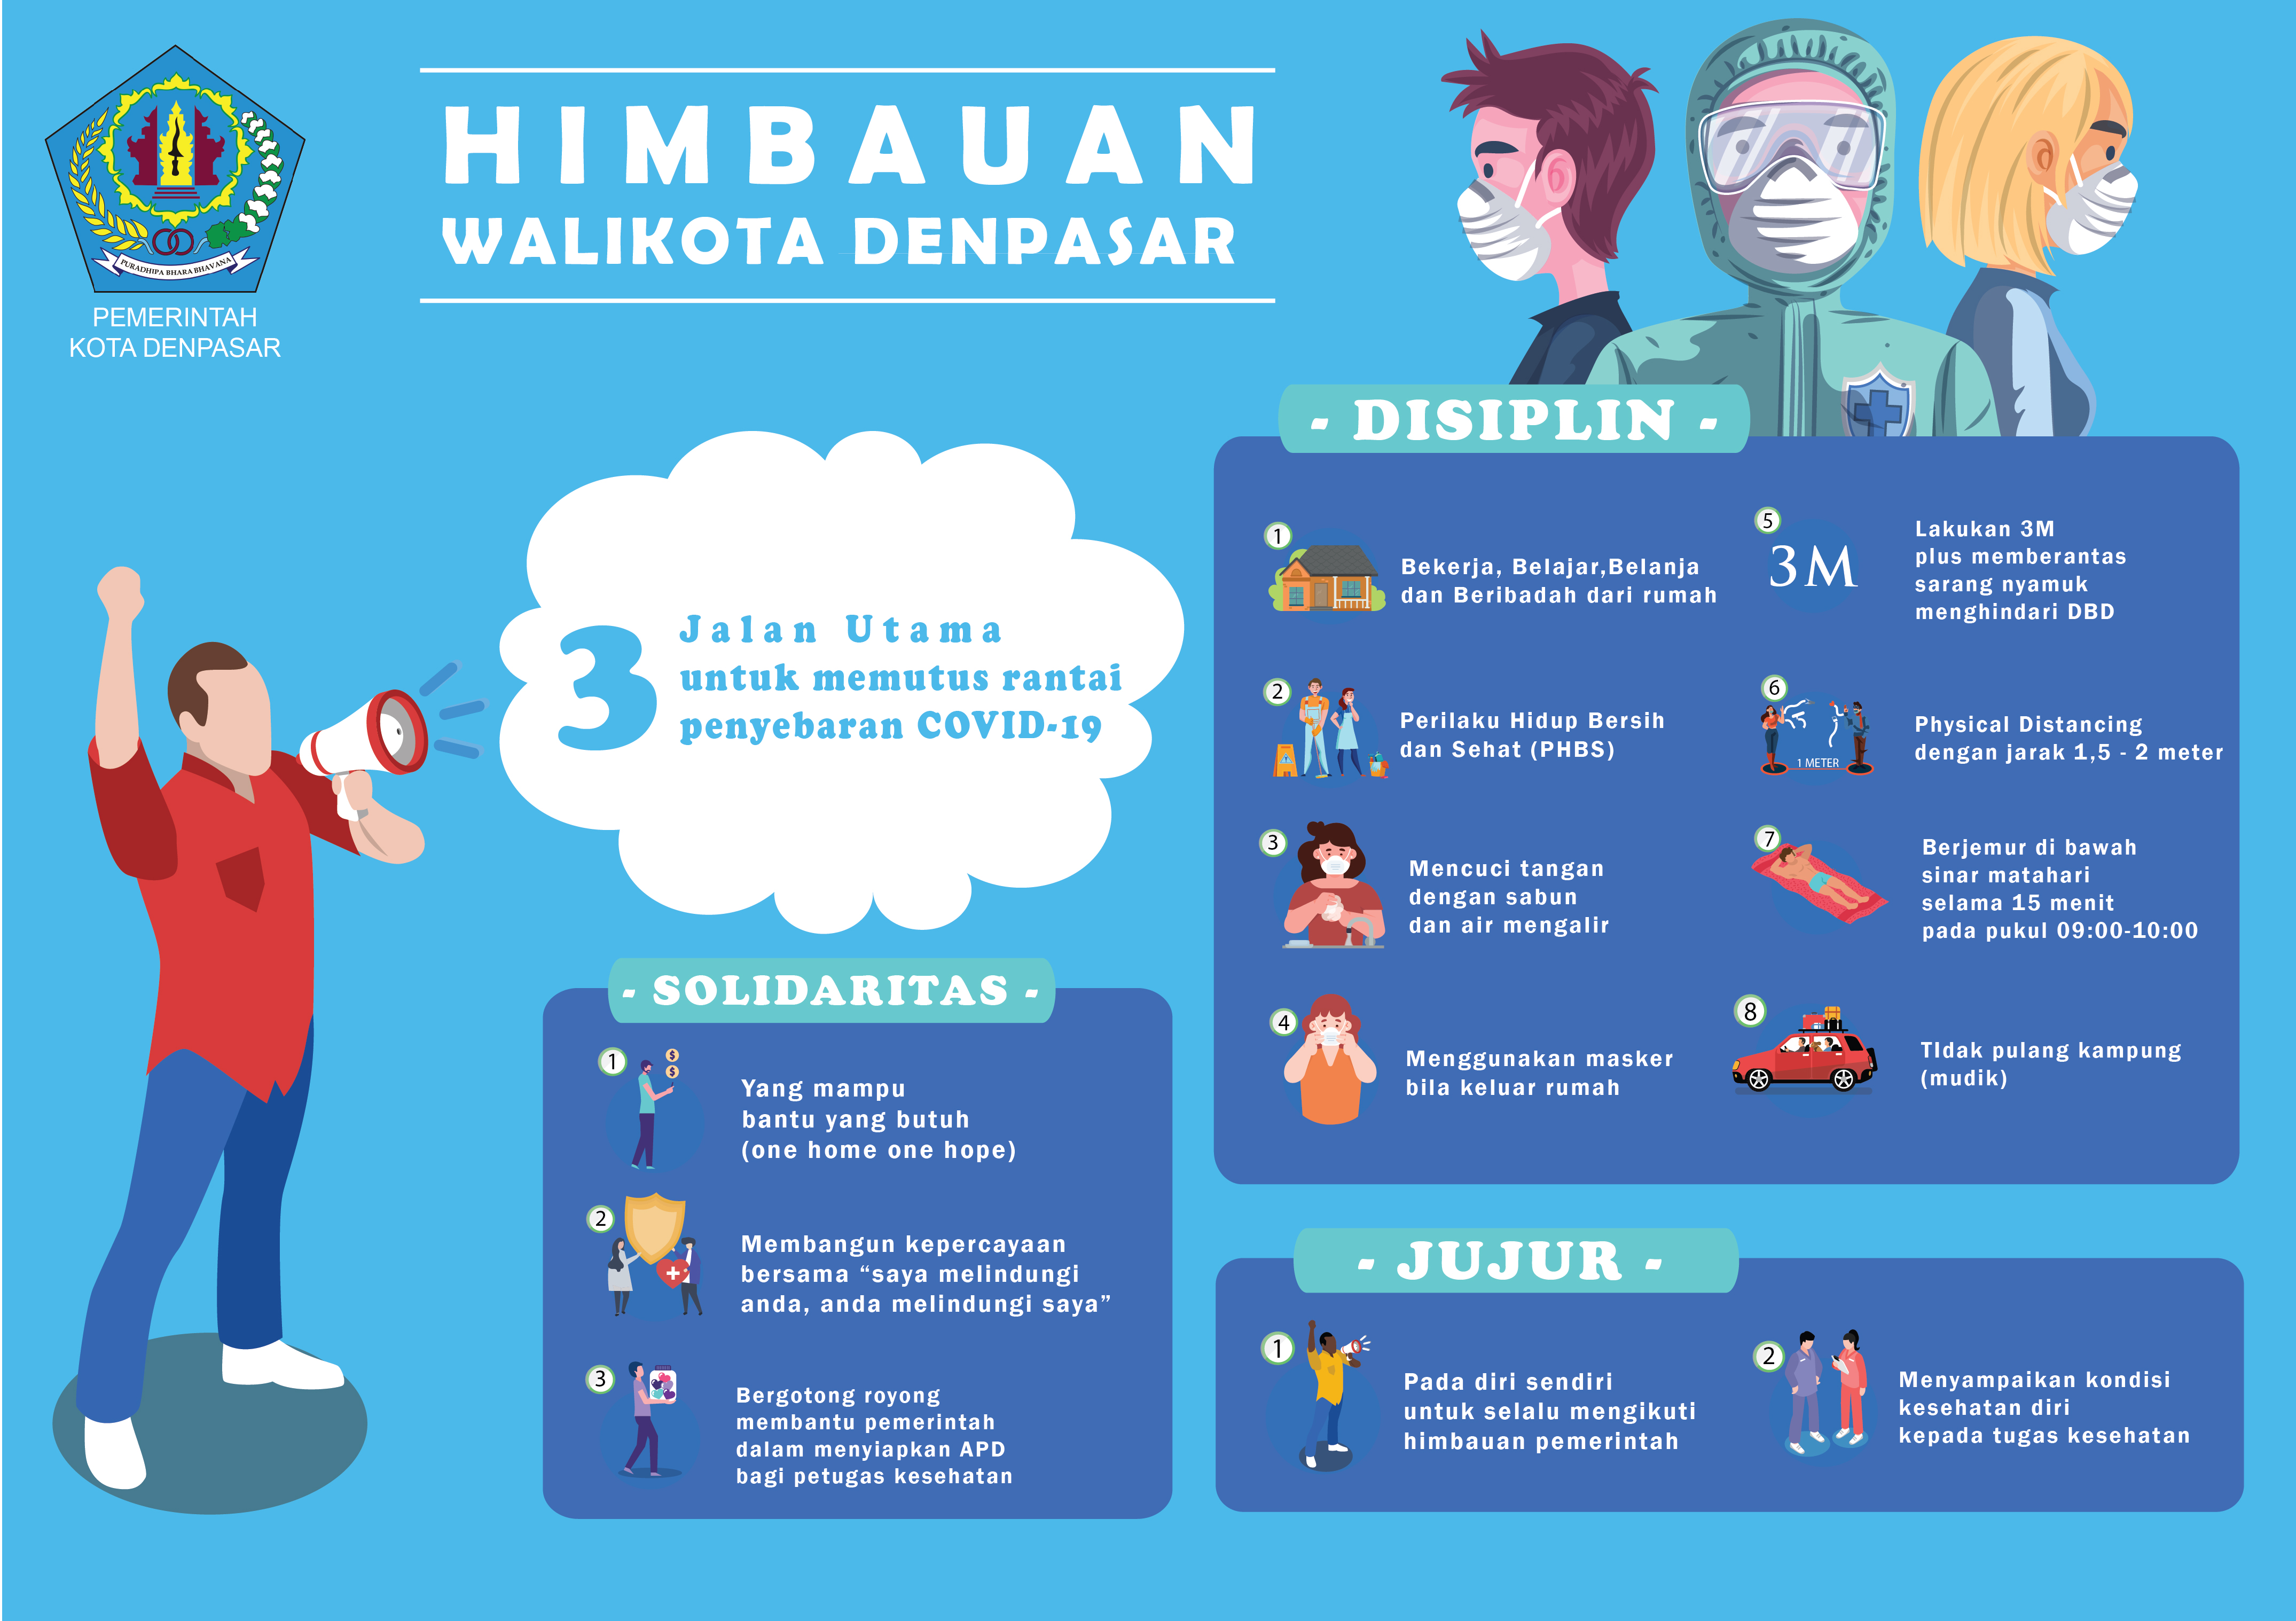 PURADHIPA BHARA BHAVANA
PEMERINTAH
KOTA DENPASAR
HIMBAUAN
WALIKOTA DENPASAR
3
Jalan Utama
untuk memutus rantai
penyebaran COVID-19
- DISIPLIN -
1
Bekerja, Belajar,Belanja
dan Beribadah dari rumah
2
Perilaku Hidup Bersih
dan Sehat (PHBS)
3
Mencuci tangan
dengan sabun
dan air mengalir
4
Menggunakan masker
bila keluar rumah
5
3M
Lakukan 3M
plus memberantas
sarang nyamuk
menghindari DBD
6
1 METER
Physical Distancing
dengan jarak 1,5 - 2 meter
7
Berjemur di bawah
sinar matahari
selama 15 menit
pada pukul 09:00-10:00
8
TIdak pulang kampung
(mudik)
- SOLIDARITAS -
1
$
$
Yang mampu
bantu yang butuh
(one home one hope)
2
Membangun kepercayaan
bersama “saya melindungi
anda, anda melindungi saya”
3
Bergotong royong
membantu pemerintah
dalam menyiapkan APD
bagi petugas kesehatan
- JUJUR -
1
Pada diri sendiri
untuk selalu mengikuti
himbauan pemerintah
2
Menyampaikan kondisi
kesehatan diri
kepada tugas kesehatan